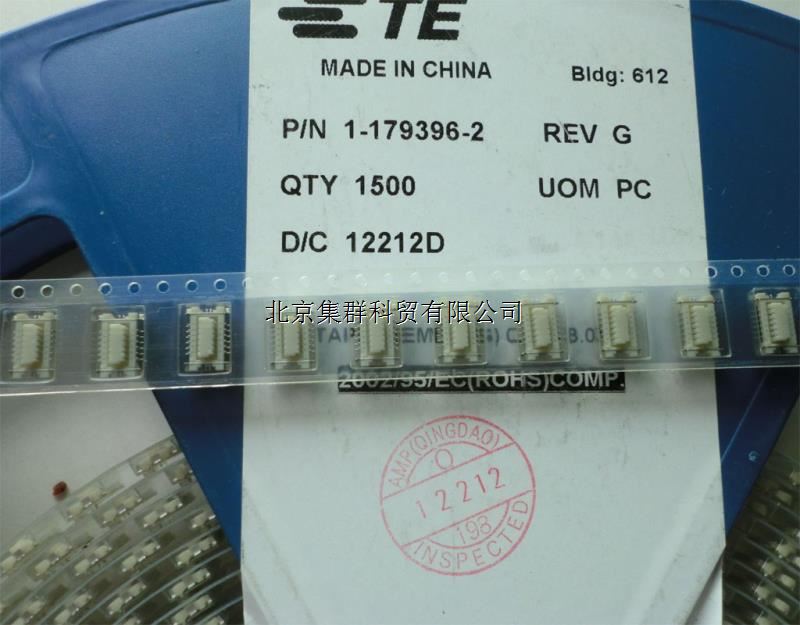 TE
MADE IN CHINA
Bldg: 612
P/N 1-179396-2
REV G
QTY 1500
UOM PC
D/C 12212D
北京集群科贸有限公司
2002/95/EC(ROHS)COMP.
AMP(QINGDAO)
O
12212
198
INSPECTED